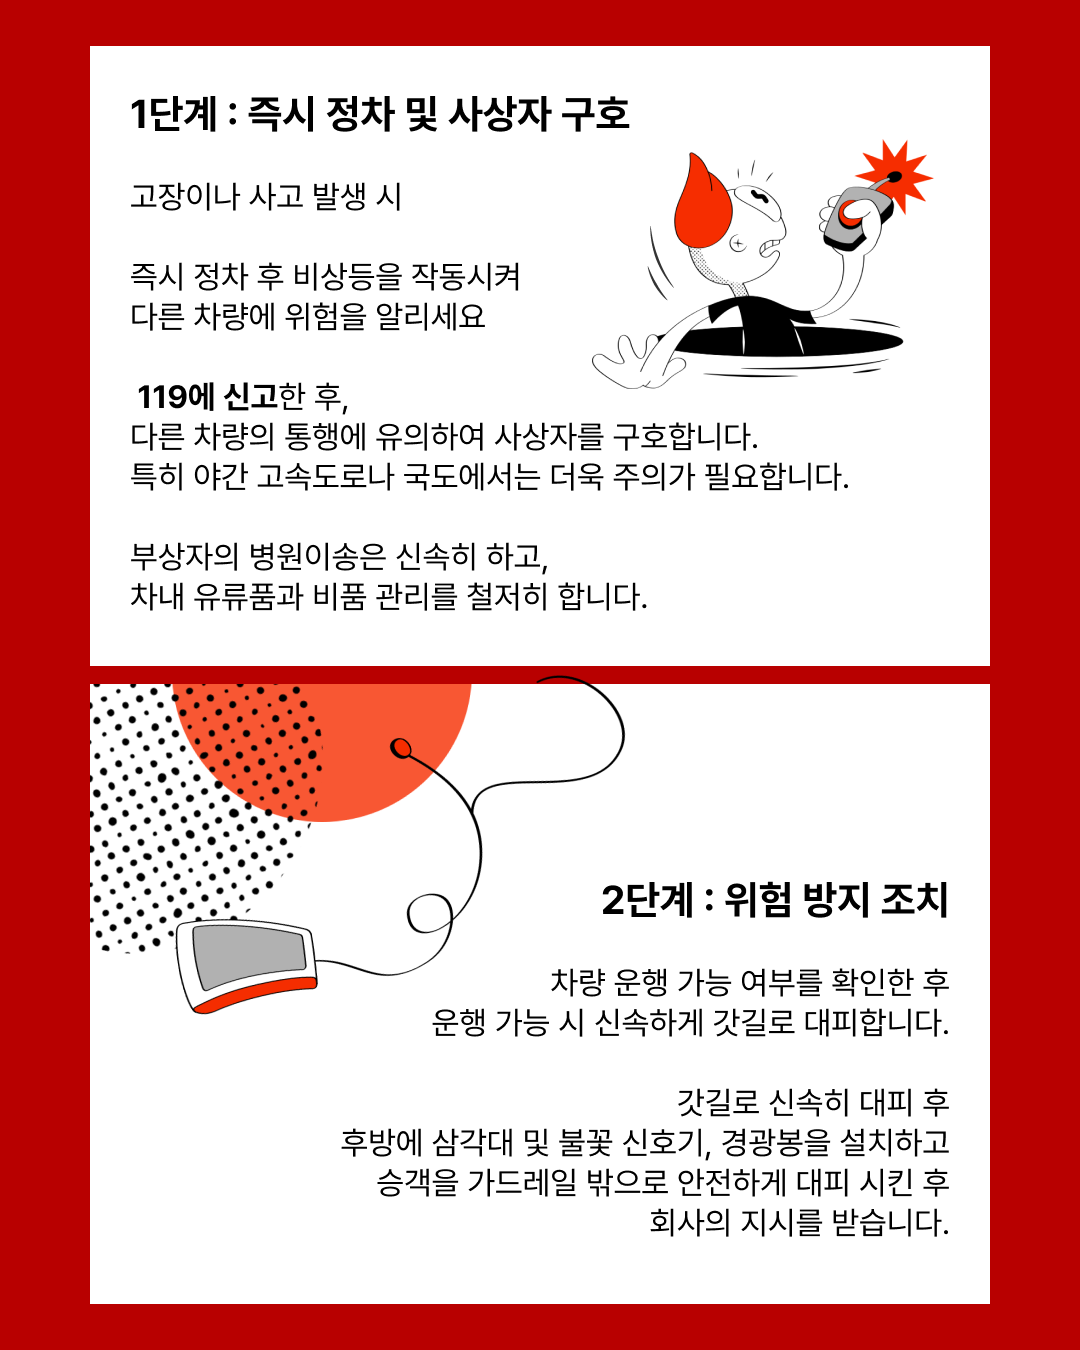 1단계 : 즉시 정차 및 사상자 구호
고장이나 사고 발생 시
즉시 정차 후 비상등을 작동시켜
다른 차량에 위험을 알리세요
119에 신고한 후,
다른 차량의 통행에 유의하여 사상자를 구호합니다.
특히 야간 고속도로나 국도에서는 더욱 주의가 필요합니다.
부상자의 병원이송은 신속히 하고,
차내 유류품과 비품 관리를 철저히 합니다.
2단계 : 위험 방지 조치
차량 운행 가능 여부를 확인한 후
운행 가능 시 신속하게 갓길로 대피합니다.
갓길로 신속히 대피 후
후방에 삼각대 및 불꽃 신호기, 경광봉을 설치하고
승객을 가드레일 밖으로 안전하게 대피 시킨 후
회사의 지시를 받습니다.